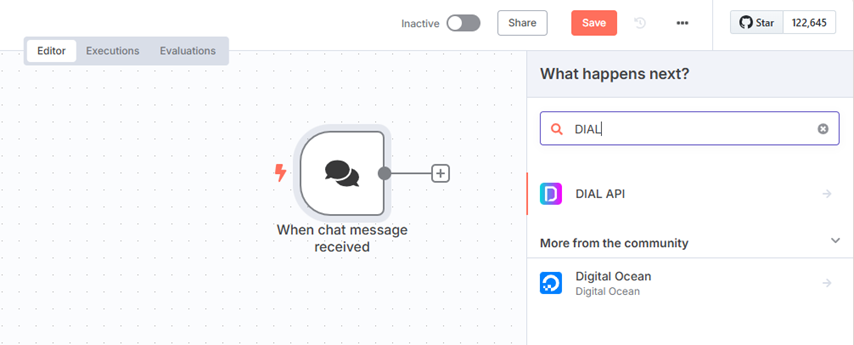 Inactive
Share
Save
Star
122,645
Editor
Executions
Evaluations
What happens next?
DIAL
DIAL API
More from the community
Digital Ocean
Digital Ocean
When chat message
received